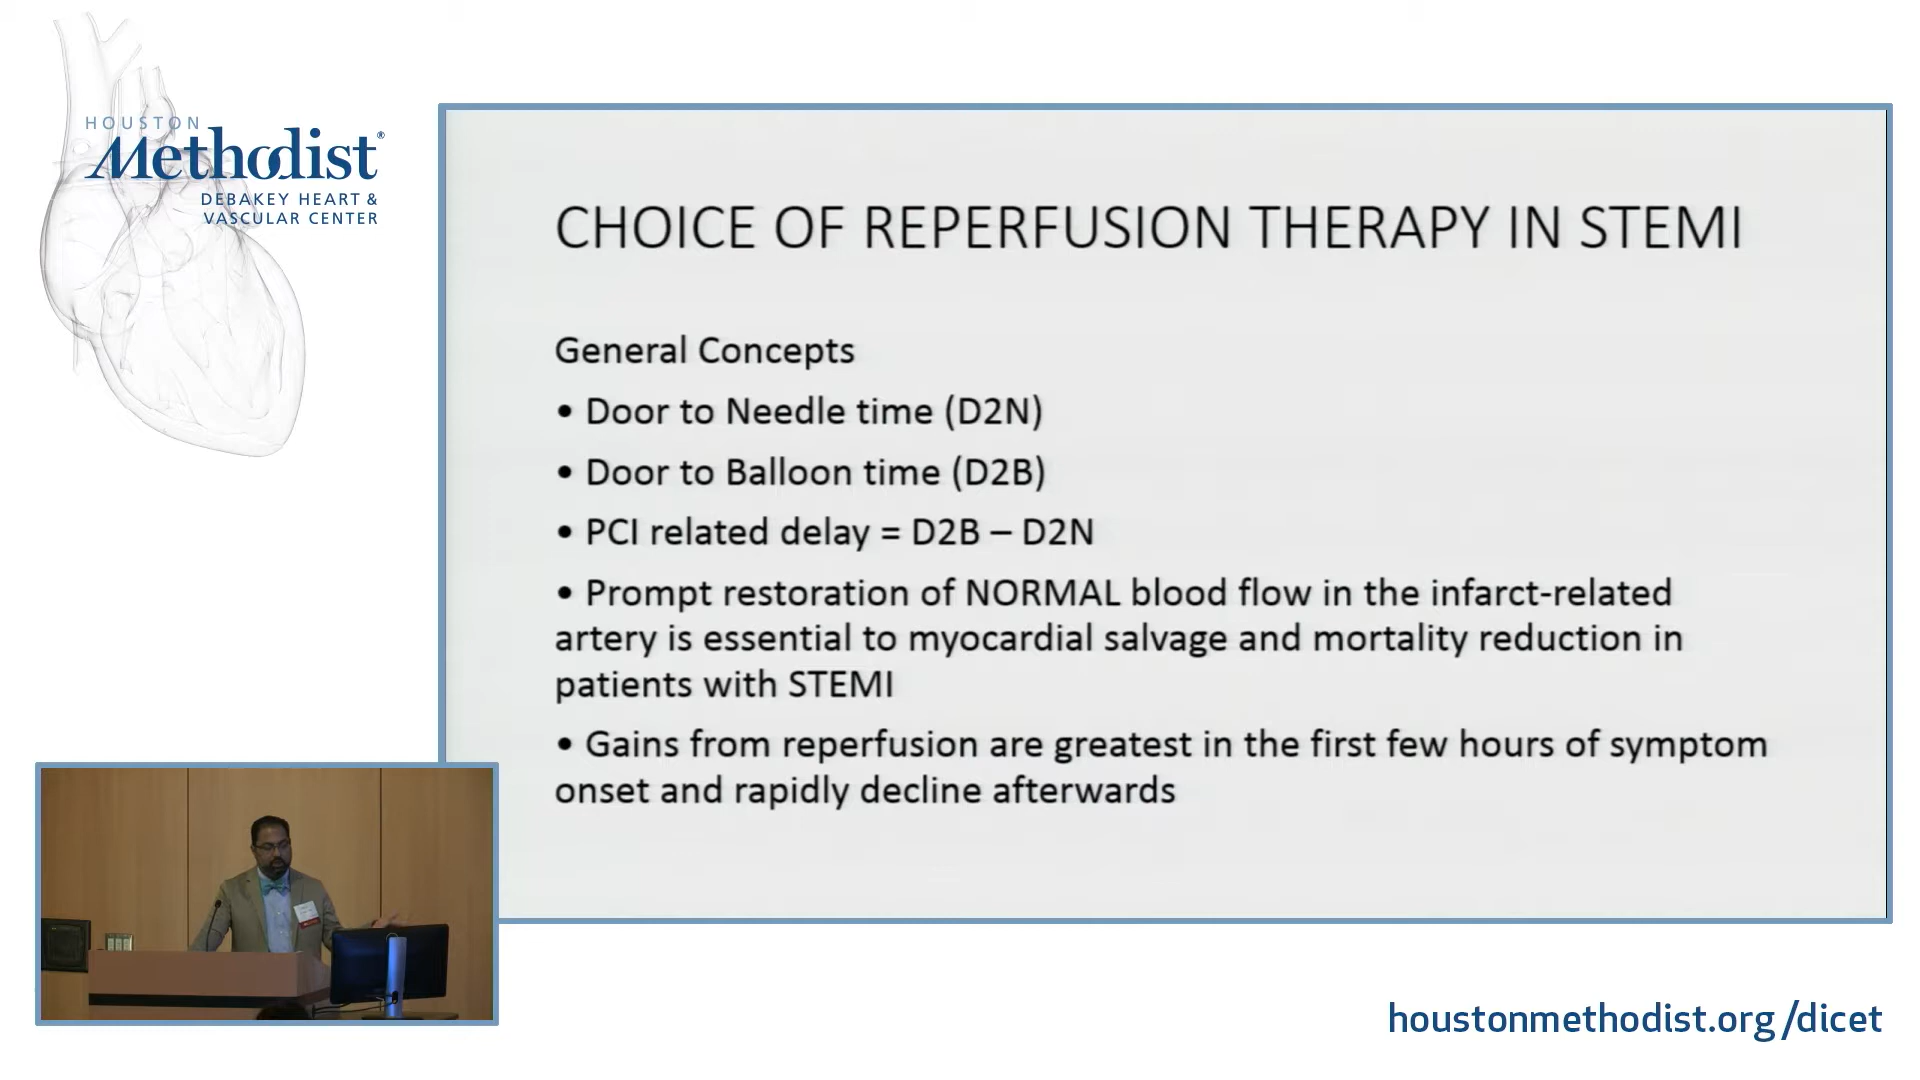 HOUSTON
Methodist®
DEBAKEY HEART &
VASCULAR CENTER
CHOICE OF REPERFUSION THERAPY IN STEMI
General Concepts
• Door to Needle time (D2N)
• Door to Balloon time (D2B)
• PCI related delay = D2B – D2N
• Prompt restoration of NORMAL blood flow in the infarct-related
artery is essential to myocardial salvage and mortality reduction in
patients with STEMI
• Gains from reperfusion are greatest in the first few hours of symptom
onset and rapidly decline afterwards
houstonmethodist.org/dicet